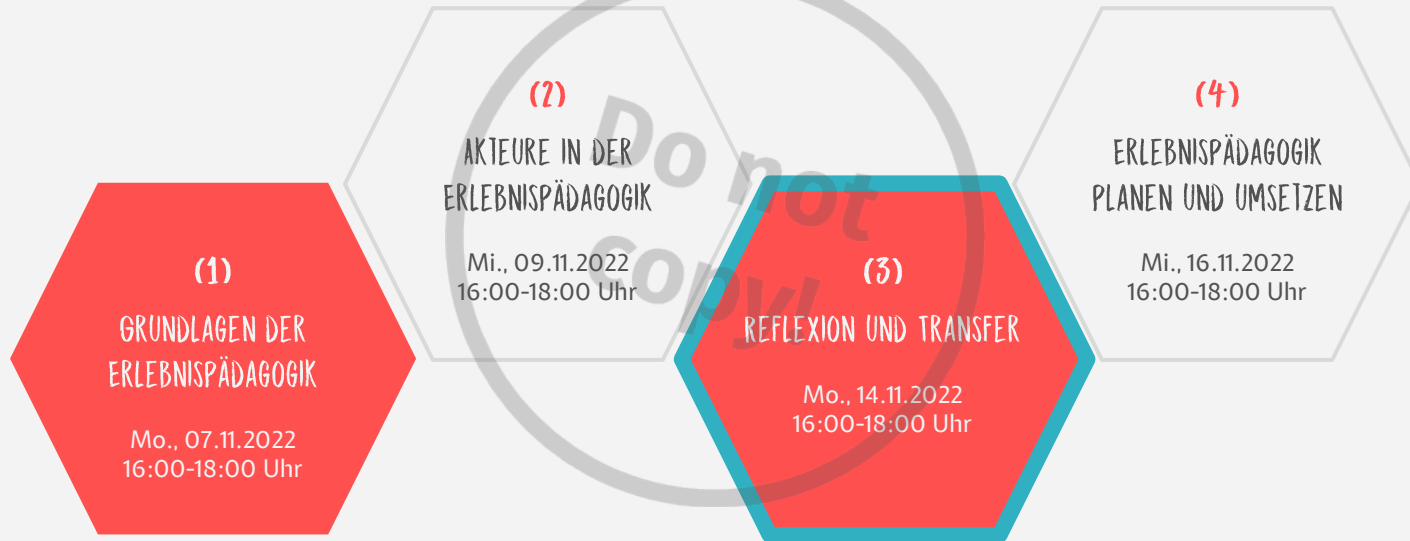 (1)
GRUNDLAGEN DER
ERLEBNISPÄDAGOGIK
Mo., 07.11.2022
16:00-18:00 Uhr
(2)
AKTEURE IN DER
ERLEBNISPÄDAGOGIK
Mi., 09.11.2022
16:00-18:00 Uhr
(3)
REFLEXION UND TRANSFER
Mo., 14.11.2022
16:00-18:00 Uhr
(4)
ERLEBNISPÄDAGOGIK
PLANEN UND UMSETZEN
Mi., 16.11.2022
16:00-18:00 Uhr
Do not
copy!